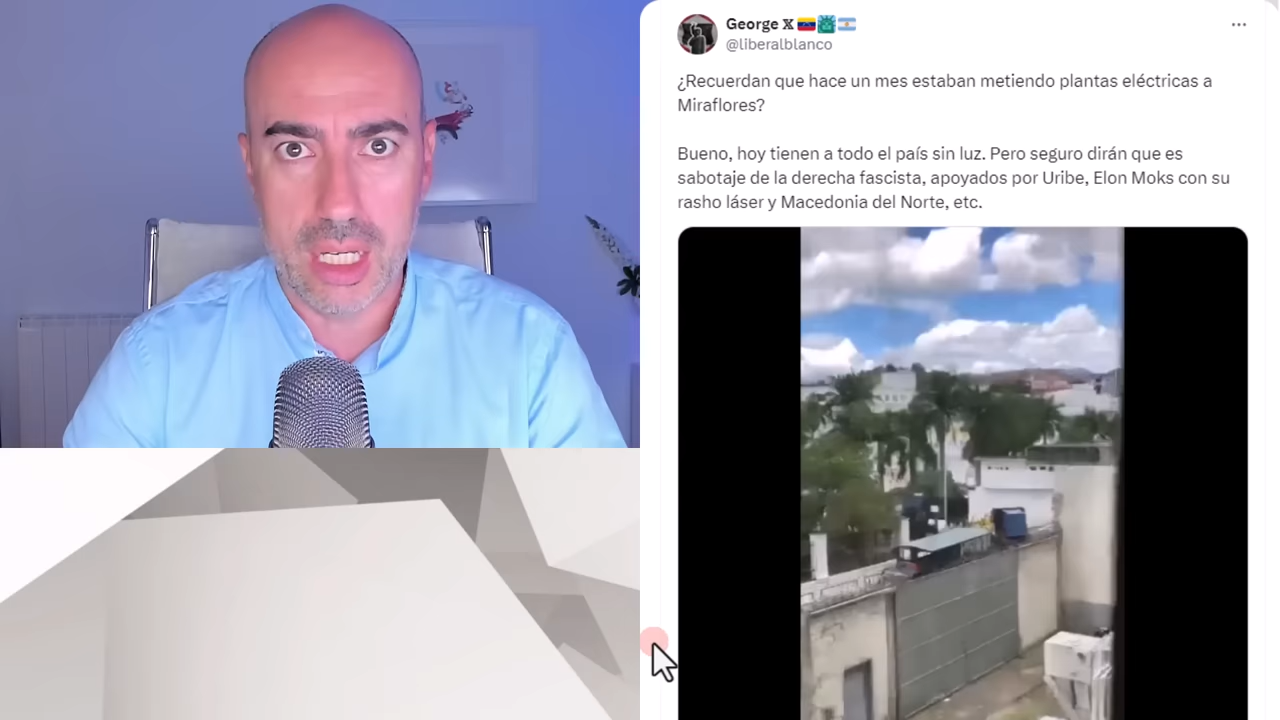 George 𝕏 🇻🇪🗽🇦🇷
@liberalblanco
¿Recuerdan que hace un mes estaban metiendo plantas eléctricas a
Miraflores?
Bueno, hoy tienen a todo el país sin luz. Pero seguro dirán que es
sabotaje de la derecha fascista, apoyados por Uribe, Elon Moks con su
rasho láser y Macedonia del Norte, etc.